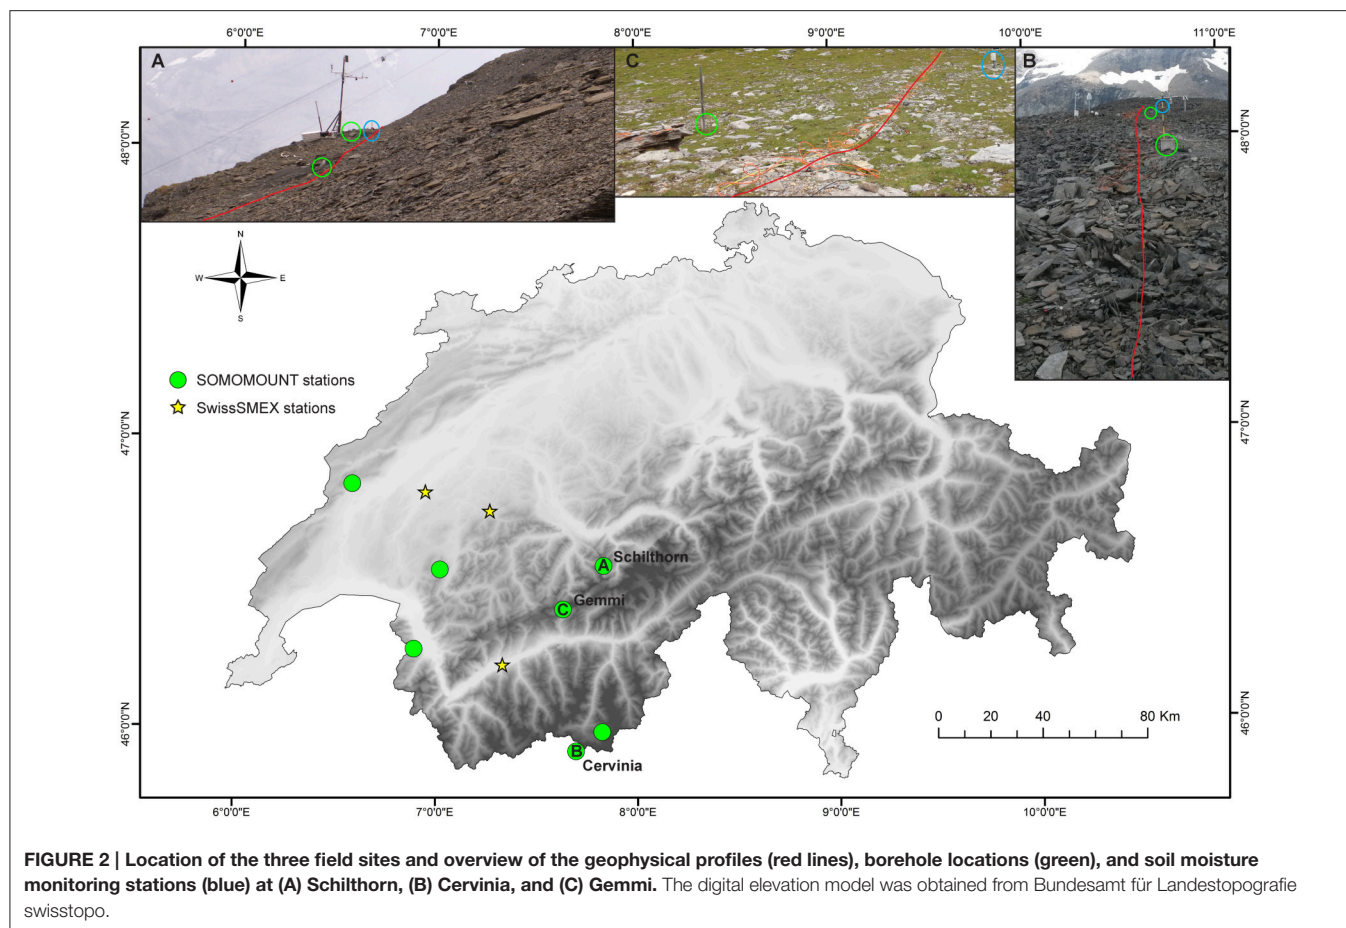 6°0'0"E 7°0'0"E 8°0'0"E 9°0'0"E 10°0'0"E 11°0'0"E
A
C
B
48°0'0"N
48°0'0"N
N
W E
S
SOMOMOUNT stations
SwissSMEX stations
47°0'0"N
47°0'0"N
A Schilthorn
C Gemmi
46°0'0"N
46°0'0"N
0 20 40 80 Km
B
Cervinia
6°0'0"E 7°0'0"E 8°0'0"E 9°0'0"E 10°0'0"E
FIGURE 2 | Location of the three field sites and overview of the geophysical profiles (red lines), borehole locations (green), and soil moisture
monitoring stations (blue) at (A) Schilthorn, (B) Cervinia, and (C) Gemmi. The digital elevation model was obtained from Bundesamt für Landestopografie
swisstopo.